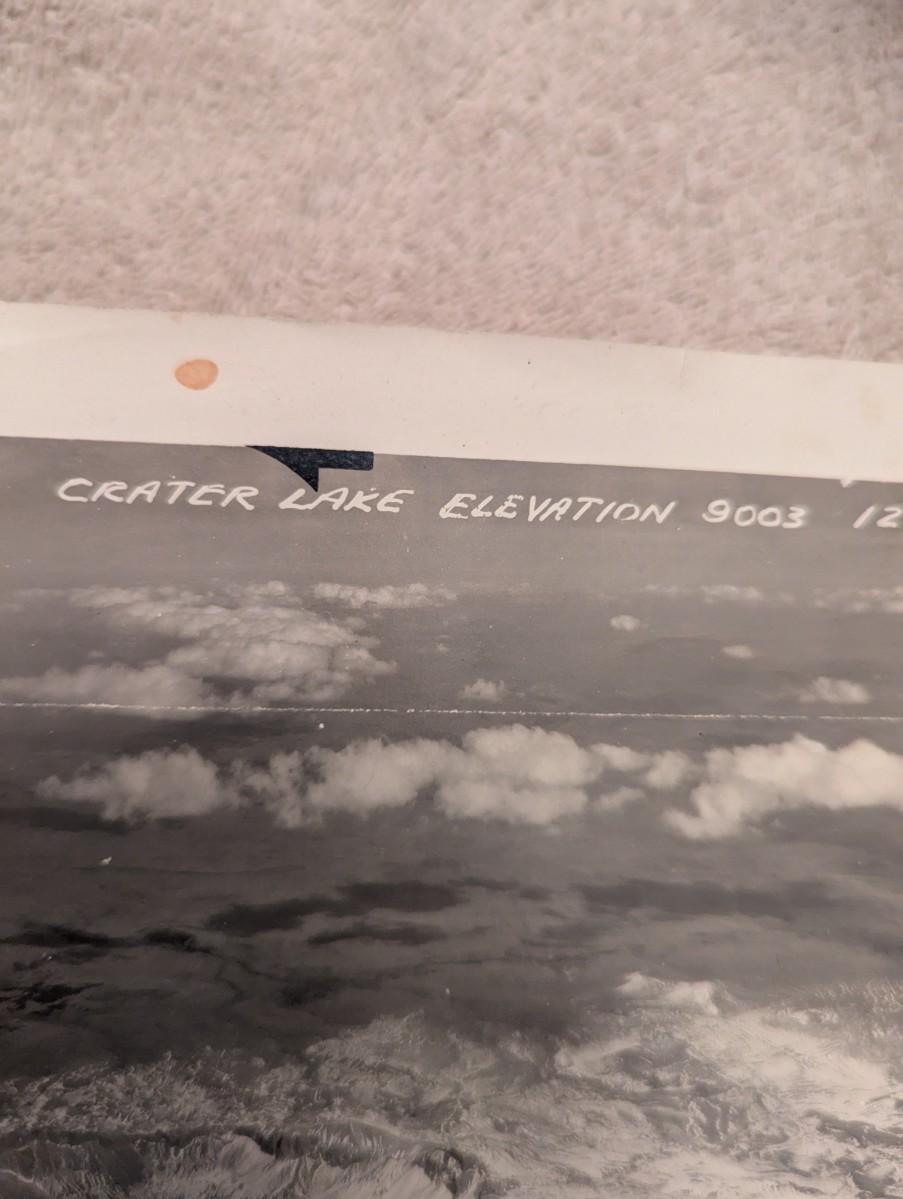 CRATER LAKE ELEVATION 9003 12